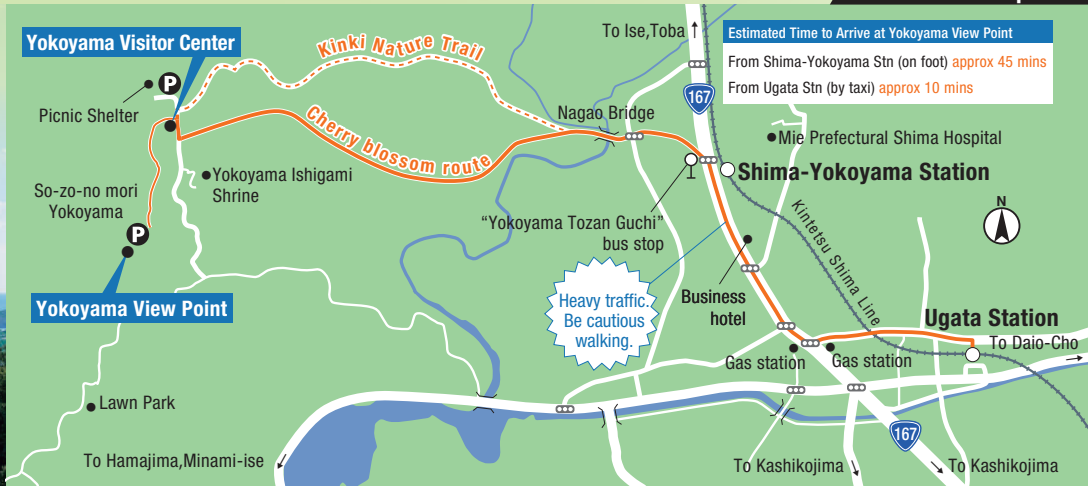 Yokoyama Visitor Center
Kinki Nature Trail
To Ise,Toba
167
Estimated Time to Arrive at Yokoyama View Point
From Shima-Yokoyama Stn (on foot) approx 45 mins
From Ugata Stn (by taxi) approx 10 mins
P
Picnic Shelter
Cherry blossom route
Nagao Bridge
Mie Prefectural Shima Hospital
Shima-Yokoyama Station
Yokoyama Ishigami
Shrine
So-zo-no mori
Yokoyama
P
"Yokoyama Tozan Guchi"
bus stop
Kintetsu Shima Line
N
Yokoyama View Point
Heavy traffic.
Be cautious
walking.
Business
hotel
Ugata Station
To Daio-Cho
Gas station
Gas station
Lawn Park
167
To Hamajima,Minami-ise
To Kashikojima
To Kashikojima